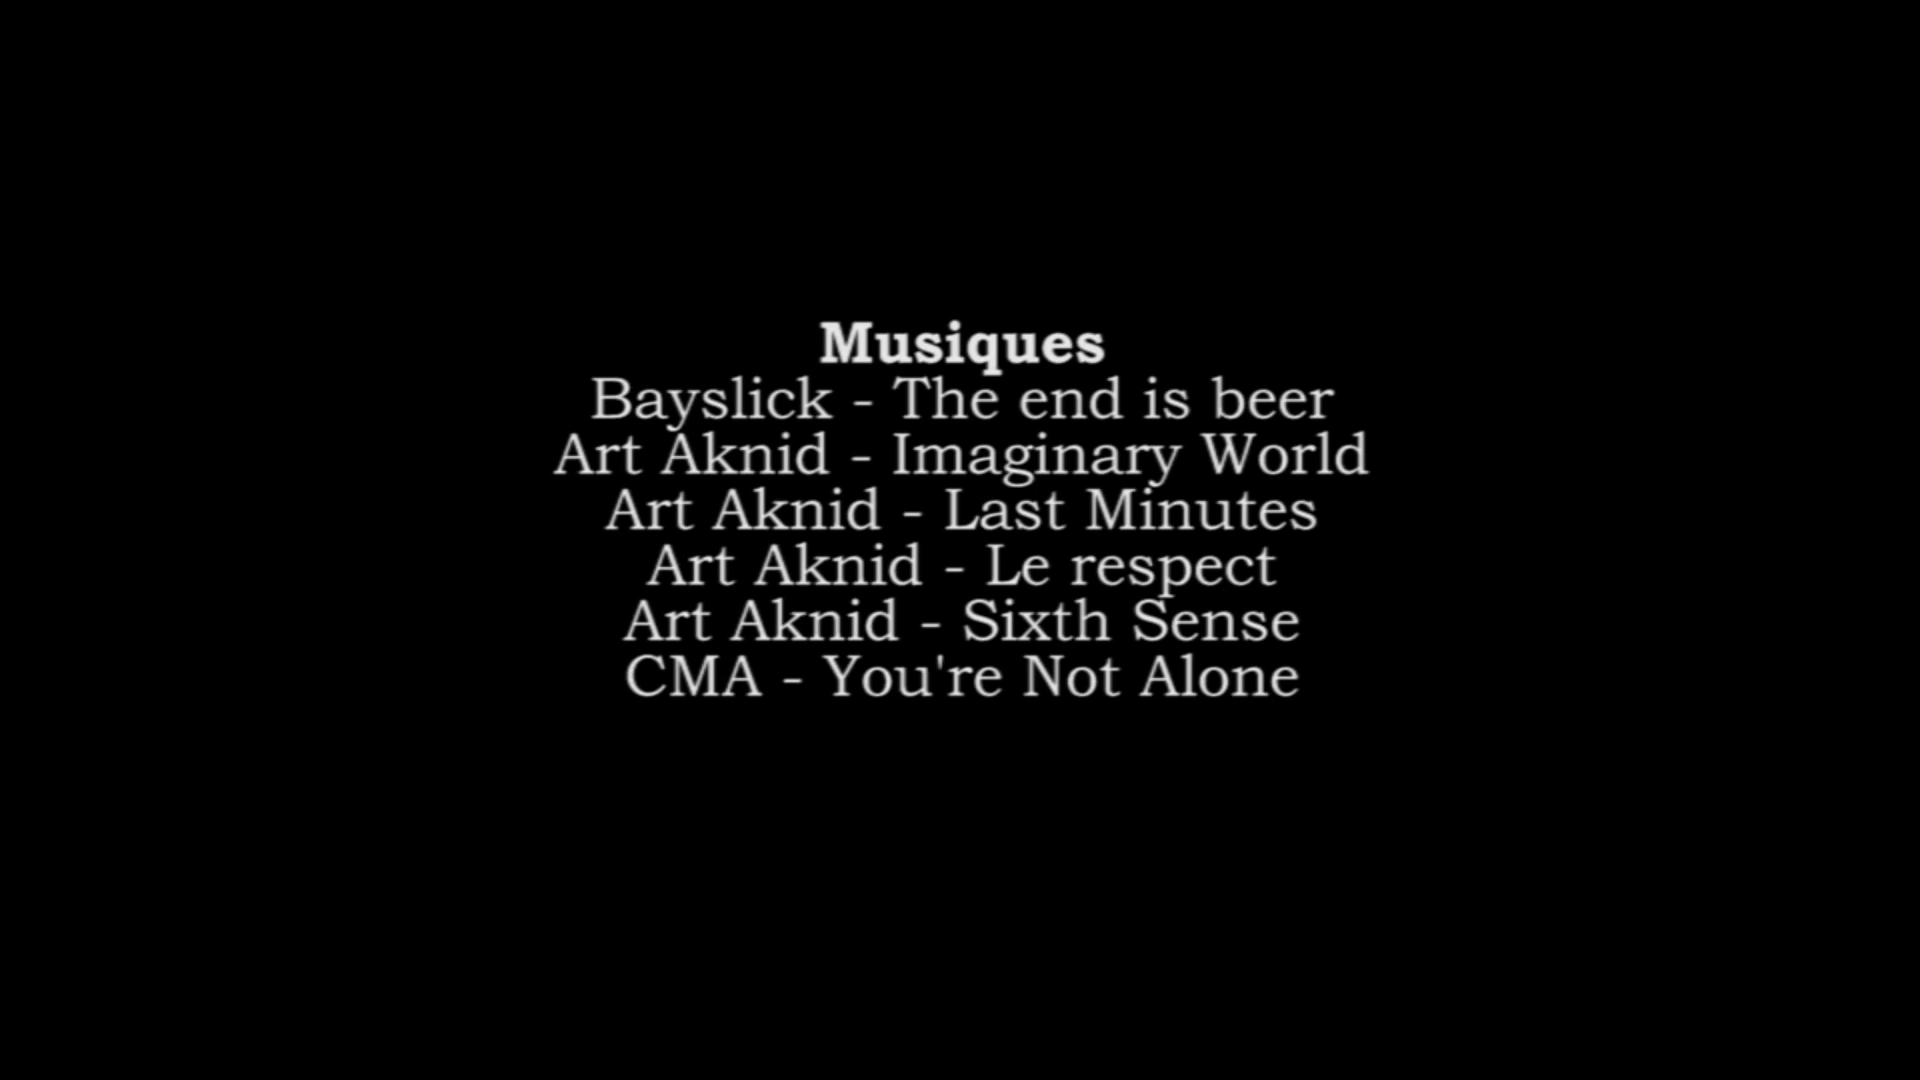 Musiques
Bayslick - The end is beer
Art Aknid - Imaginary World
Art Aknid - Last Minutes
Art Aknid - Le respect
Art Aknid - Sixth Sense
CMA - You're Not Alone